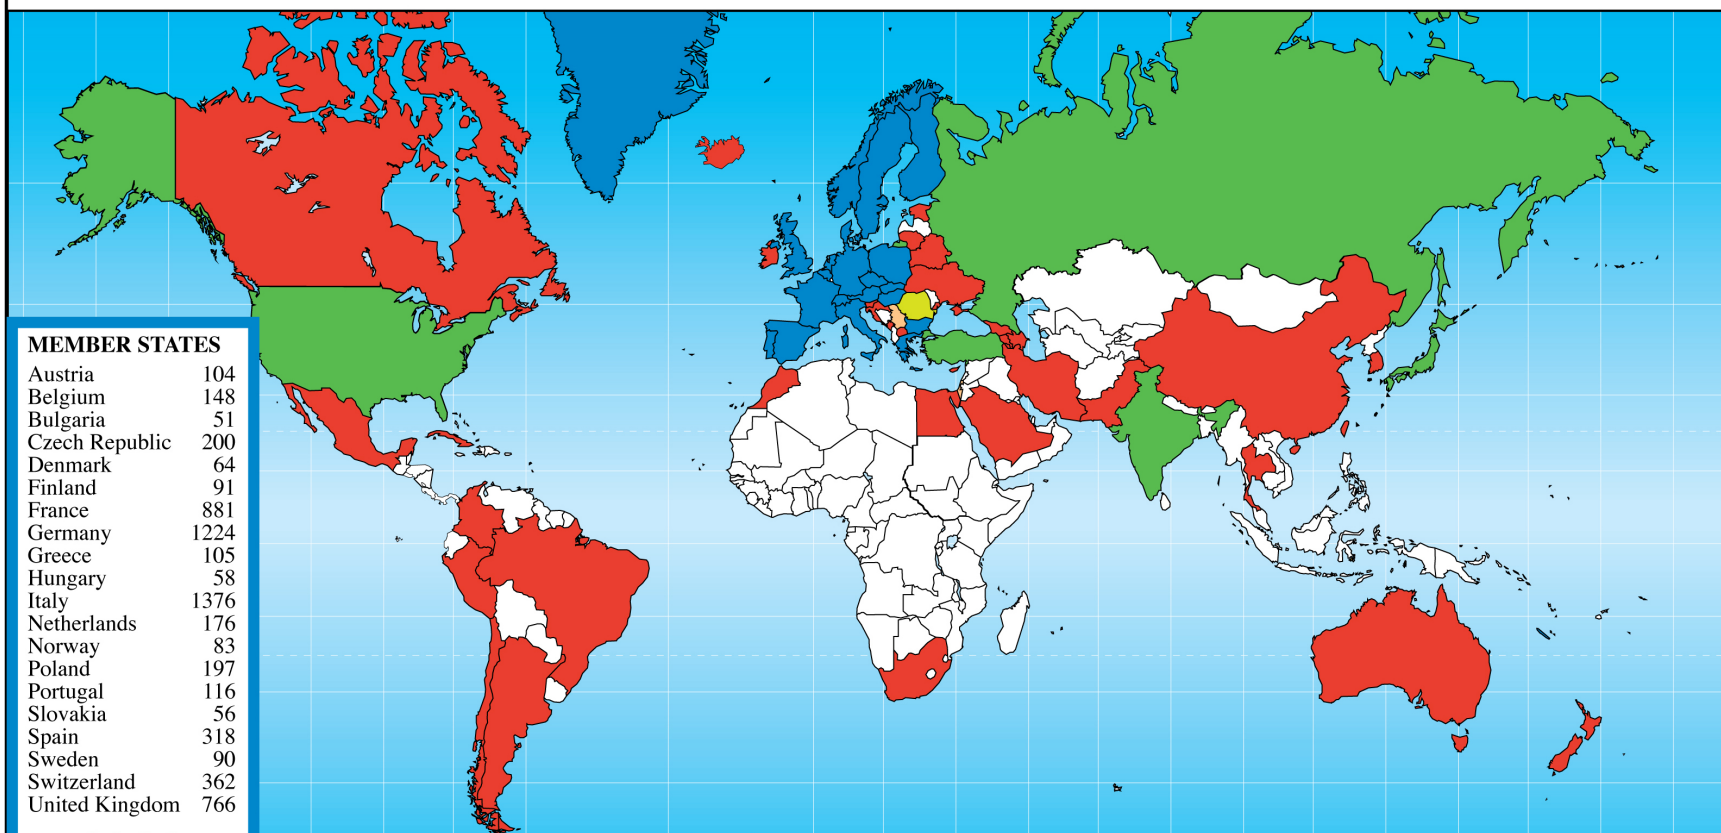 MEMBER STATES
Austria 104
Belgium 148
Bulgaria 51
Czech Republic 200
Denmark 64
Finland 91
France 881
Germany 1224
Greece 105
Hungary 58
Italy 1376
Netherlands 176
Norway 83
Poland 197
Portugal 116
Slovakia 56
Spain 318
Sweden 90
Switzerland 362
United Kingdom 766